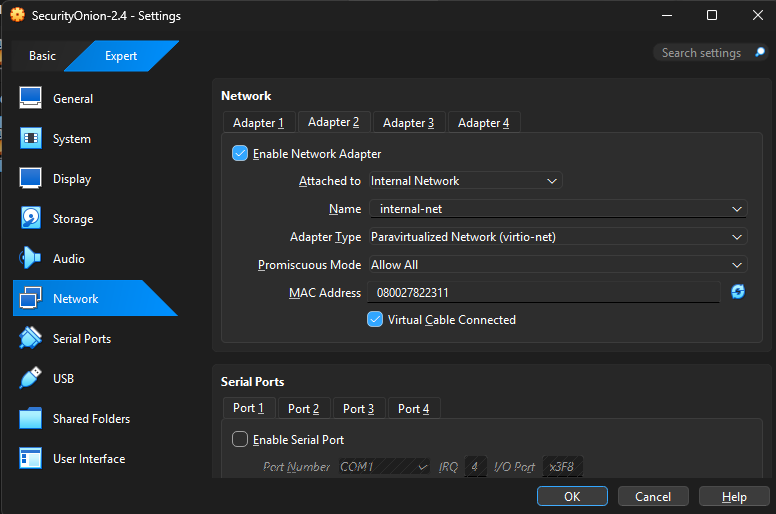 SecurityOnion-2.4 - Settings
Basic Expert Search settings
General
System
Display
Storage
Audio
Network
Serial Ports
USB
Shared Folders
User Interface
Network
Adapter 1 Adapter 2 Adapter 3 Adapter 4
Enable Network Adapter
Attached to Internal Network
Name internal-net
Adapter Type Paravirtualized Network (virtio-net)
Promiscuous Mode Allow All
MAC Address 080027822311
Virtual Cable Connected
Serial Ports
Port 1 Port 2 Port 3 Port 4
Enable Serial Port
Port Number COM1 IRQ 4 I/O Port x3F8
OK Cancel Help